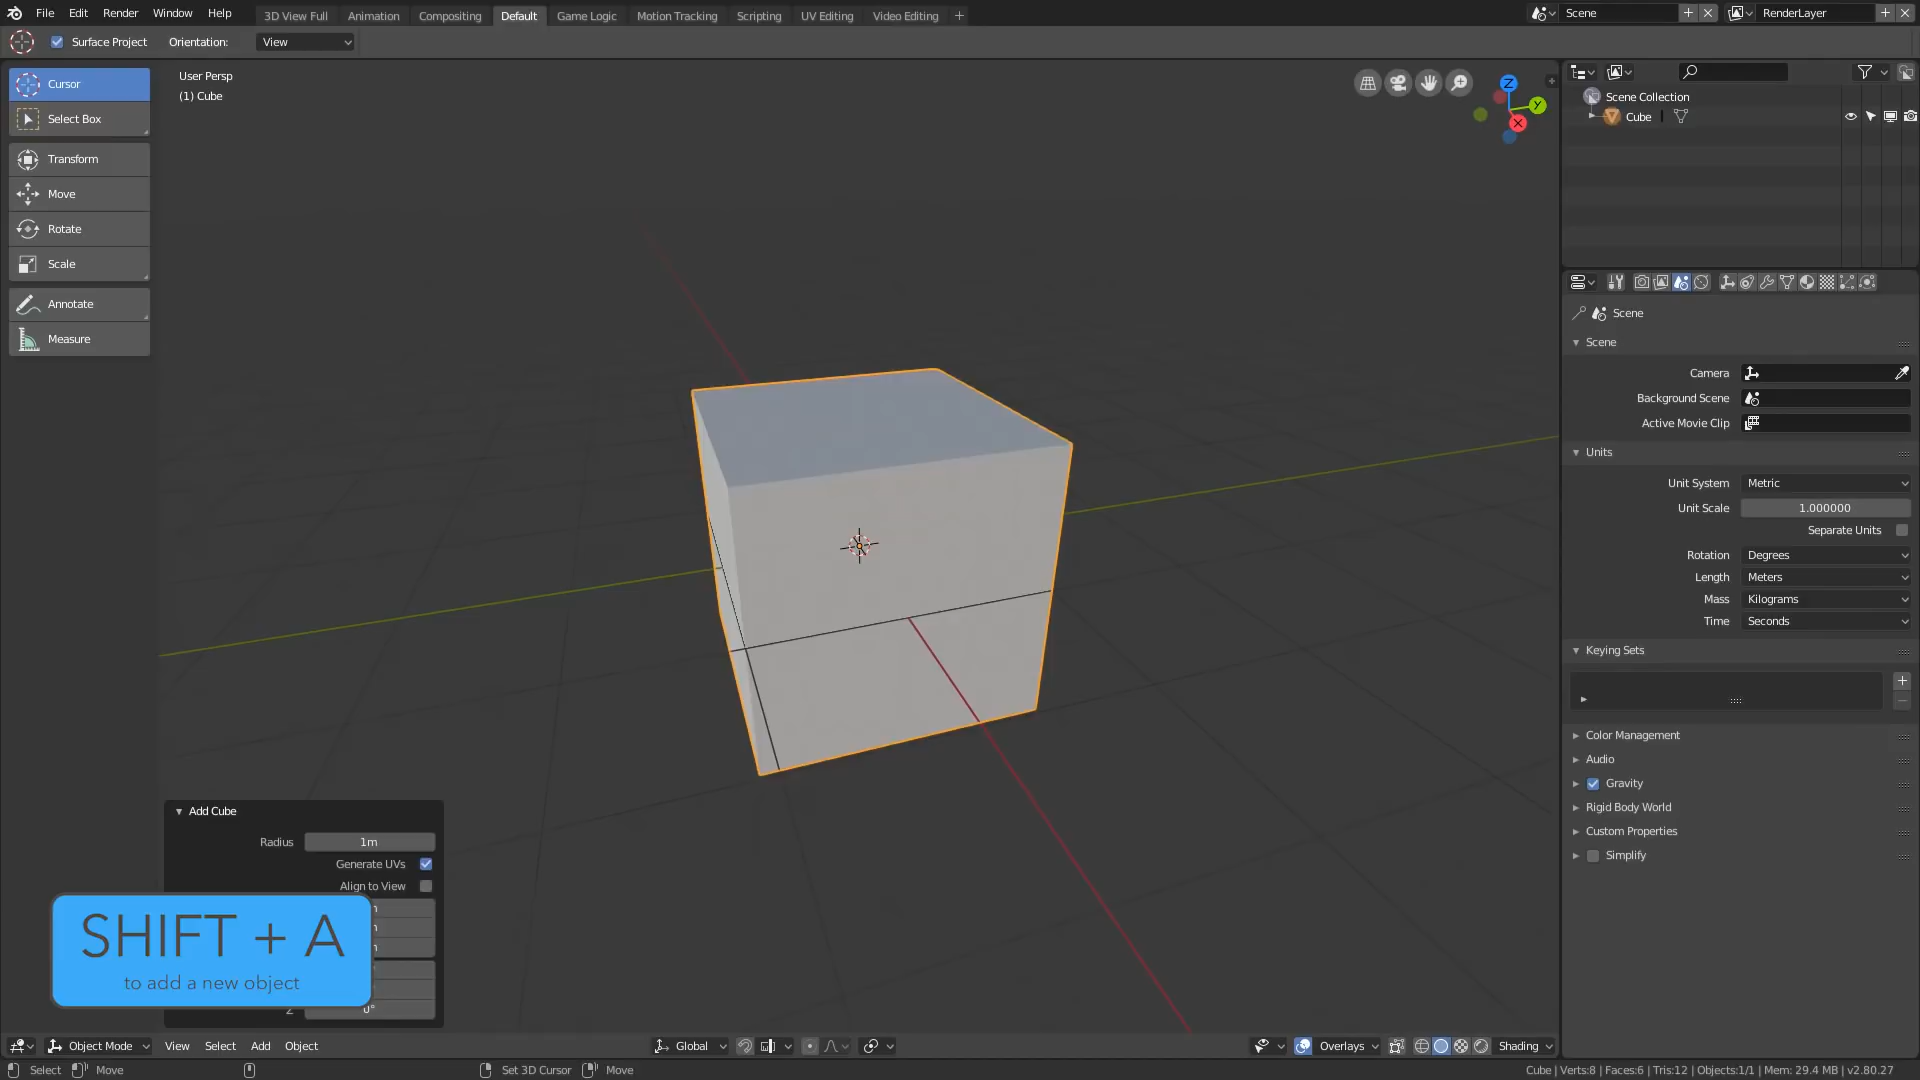 File Edit Render Window Help
3D View Full Animation Compositing Default Game Logic Motion Tracking Scripting UV Editing Video Editing
Scene
RenderLayer
Surface Project
Orientation: View
Cursor
Select Box
Transform
Move
Rotate
Scale
Annotate
Measure
User Persp
(1) Cube
Z
Y
X
Scene Collection
Cube
Scene
Scene
Camera
Background Scene
Active Movie Clip
Units
Unit System Metric
Unit Scale 1.000000
Separate Units
Rotation Degrees
Length Meters
Mass Kilograms
Time Seconds
Keying Sets
Color Management
Audio
Gravity
Rigid Body World
Custom Properties
Simplify
Add Cube
Radius 1m
Generate UVs
Align to View
SHIFT + A
to add a new object
Z 0°
Object Mode View Select Add Object
Global
Overlays
Shading
Select Move
Set 3D Cursor Move
Cube | Verts:8 | Faces:6 | Tris:12 | Objects:1/1 | Mem: 29.4 MB | v2.80.27